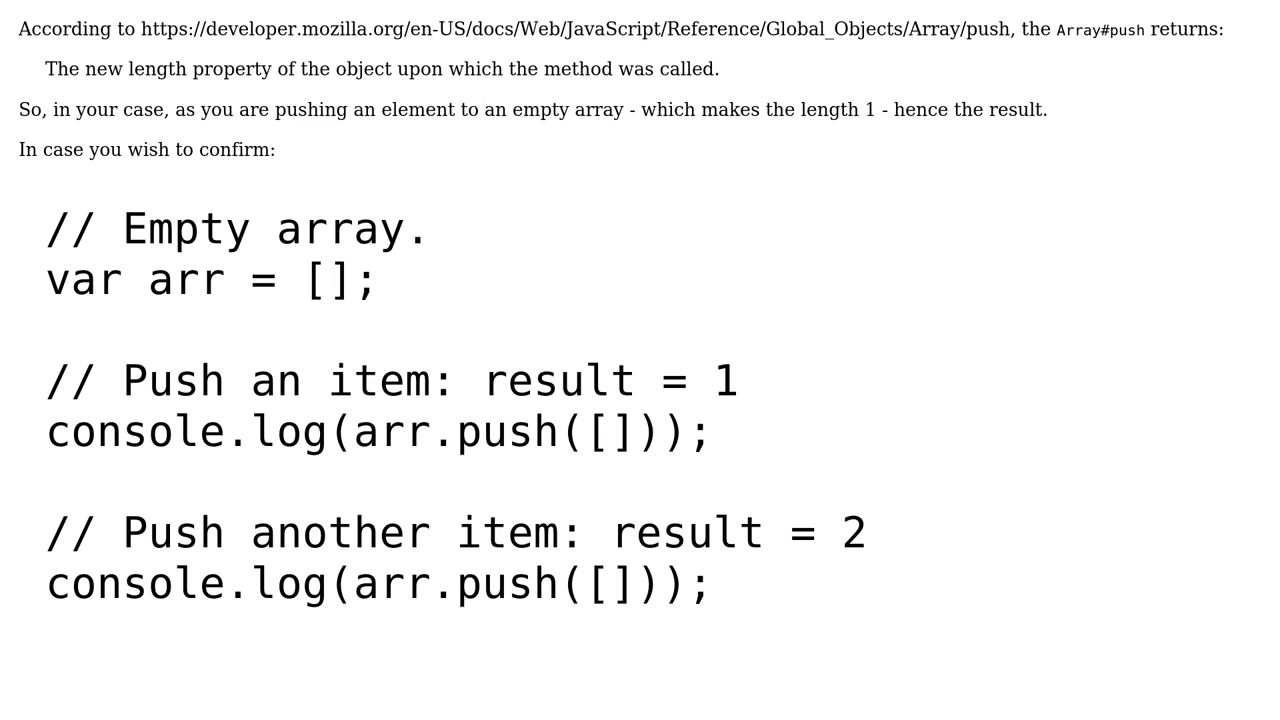 According to https://developer.mozilla.org/en-US/docs/Web/JavaScript/Reference/Global_Objects/Array/push, the Array#push returns:
The new length property of the object upon which the method was called.
So, in your case, as you are pushing an element to an empty array - which makes the length 1 - hence the result.
In case you wish to confirm:
// Empty array.
var arr = [];
// Push an item: result = 1
console.log(arr.push([]));
// Push another item: result = 2
console.log(arr.push([]));